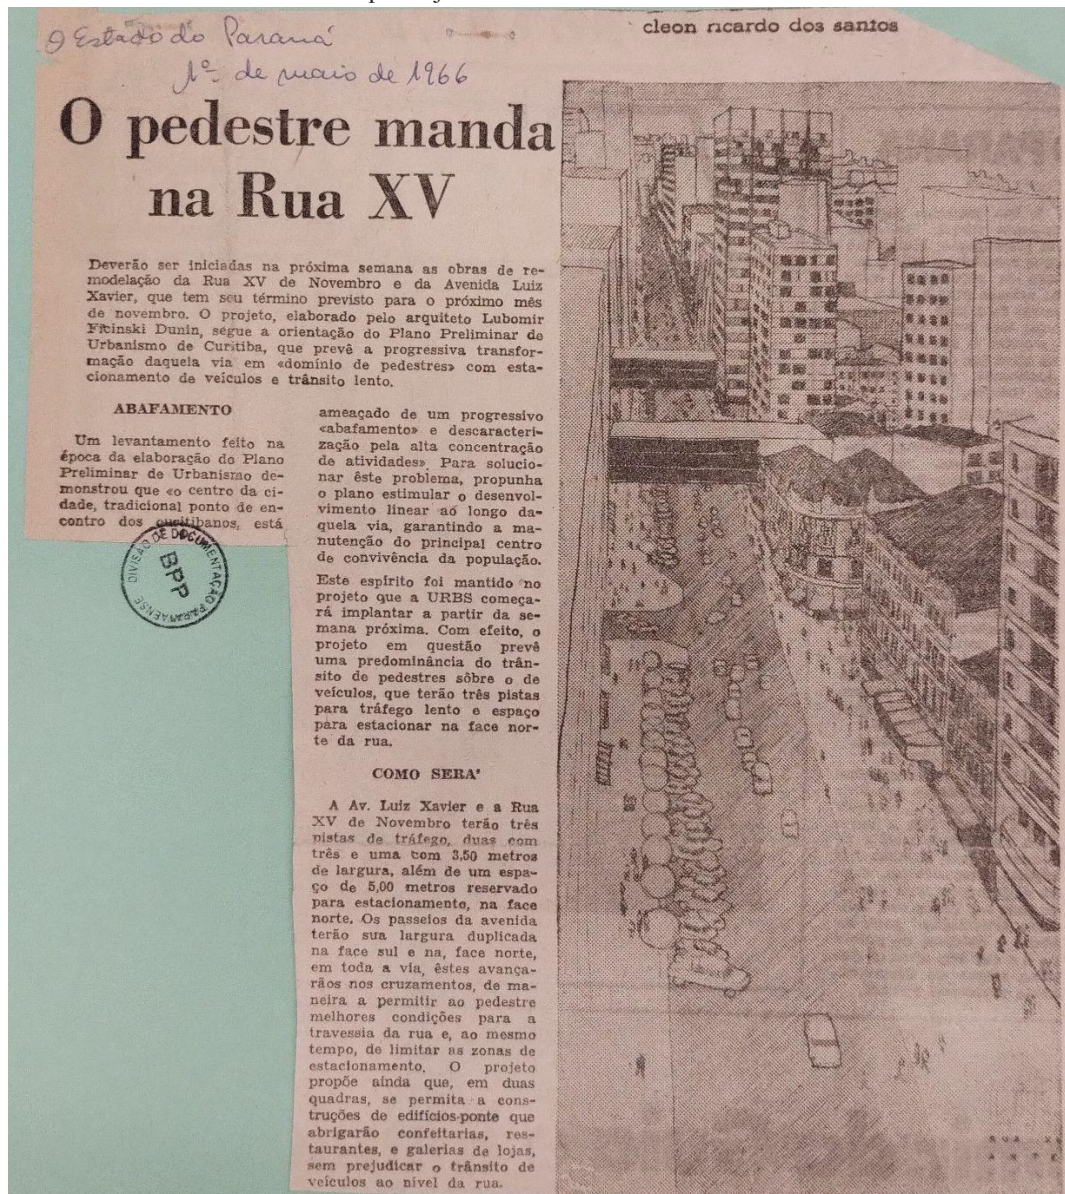 O Estado do Paraná
1º de maio de 1966
cleon ricardo dos santos
O pedestre manda
na Rua XV
Deverão ser iniciadas na próxima semana as obras de re-
modelação da Rua XV de Novembro e da Avenida Luiz
Xavier, que tem seu término previsto para o próximo mês
de novembro. O projeto, elaborado pelo arquiteto Lubomir
Ficinski Dunin, segue a orientação do Plano Preliminar de
Urbanismo de Curitiba, que prevê a progressiva transfor-
mação daquela via em «domínio de pedestres» com esta-
cionamento de veículos e trânsito lento.
ABAFAMENTO
Um levantamento feito na
época da elaboração do Plano
Preliminar de Urbanismo de-
monstrou que «o centro da ci-
dade, tradicional ponto de en-
contro dos curitibanos, está
ameaçado de um progressivo
«abafamento» e descaracteri-
zação pela alta concentração
de atividades» Para solucio-
nar êste problema, propunha
o plano estimular o desenvol-
vimento linear ao longo da-
quela via, garantindo a ma-
nutenção do principal centro
de convivência da população.
Este espírito foi mantido no
projeto que a URBS começa-
rá implantar a partir da se-
mana próxima. Com efeito, o
projeto em questão prevê
uma predominância do trân-
sito de pedestres sôbre o de
veículos, que terão três pistas
para tráfego lento e espaço
para estacionar na face nor-
te da rua.
COMO SERA'
A Av. Luiz Xavier e a Rua
XV de Novembro terão três
pistas de tráfego, duas com
três e uma com 3,50 metros
de largura, além de um espa-
ço de 5,00 metros reservado
para estacionamento, na face
norte. Os passeios da avenida
terão sua largura duplicada
na face sul e na, face norte,
em toda a via, êstes avança-
rãos nos cruzamentos, de ma-
neira a permitir ao pedestre
melhores condições para a
travessia da rua e, ao mesmo
tempo, de limitar as zonas de
estacionamento. O projeto
propõe ainda que, em duas
quadras, se permita a cons-
truções de edifícios-ponte que
abrigarão confeitarias, res-
taurantes, e galerias de lojas,
sem prejudicar o trânsito de
veículos ao nível da rua.
DIVISÃO DE DOCUMENTAÇÃO PARANAENSE
BPP
RUA XV
ANTE